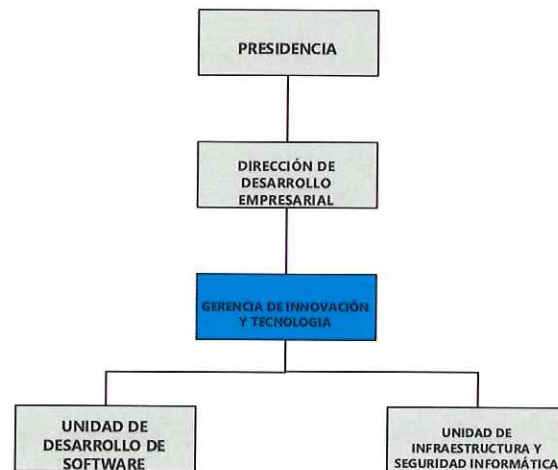 PRESIDENCIA
DIRECCIÓN DE
DESARROLLO
EMPRESARIAL
GERENCIA DE INNOVACIÓN
Y TECNOLOGIA
UNIDAD DE
DESARROLLO DE
SOFTWARE
UNIDAD DE
INFRAESTRUCTURA Y
SEGURIDAD INFORMÁTICA